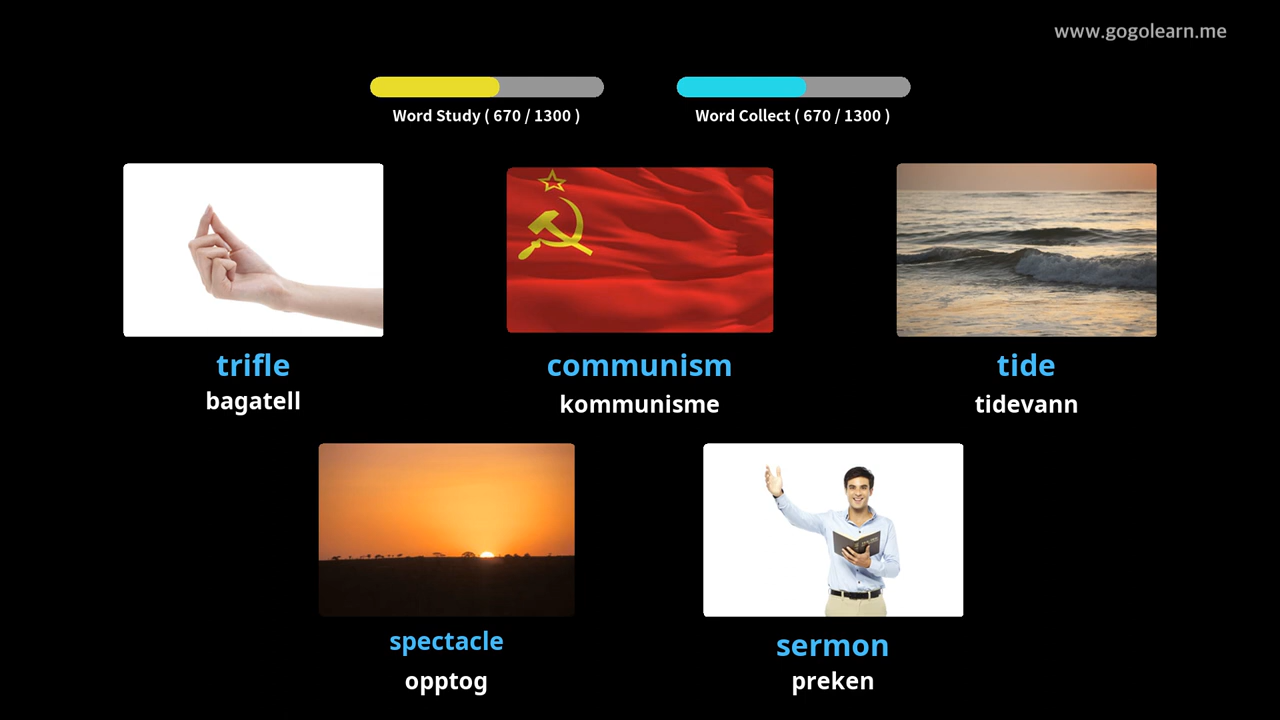 www.gogolearn.me
Word Study ( 670 / 1300 )
Word Collect ( 670 / 1300 )
trifle
bagatell
communism
kommunisme
tide
tidevann
spectacle
opptog
sermon
preken